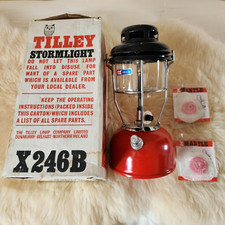 TILLEY
STORMLIGHT
DO NOT LET THIS LAMP
FALL INTO DISUSE FOR
WANT OF A SPARE PART
WHICH IS AVAILABLE FROM
YOUR LOCAL DEALER.
KEEP THE OPERATING
INSTRUCTIONS (PACKED INSIDE
THIS CARTON) WHICH INCLUDES
A LIST OF ALL SPARE PARTS.
THE TILLEY LAMP COMPANY LIMITED
DUNMURRY·BELFAST·NORTHERN IRELAND
X246B
MANTLE
MANTLE